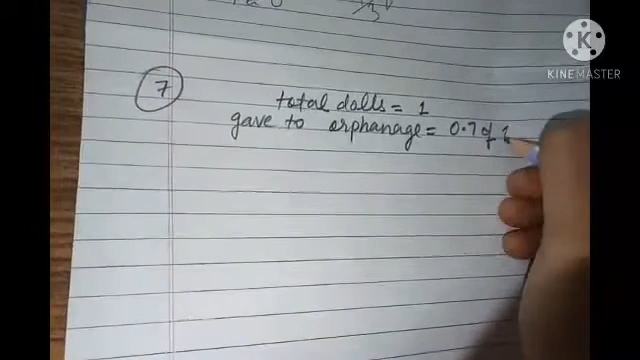 KINEMASTER
7
total dolls = 1
gave to orphanage = 0.7 of 1